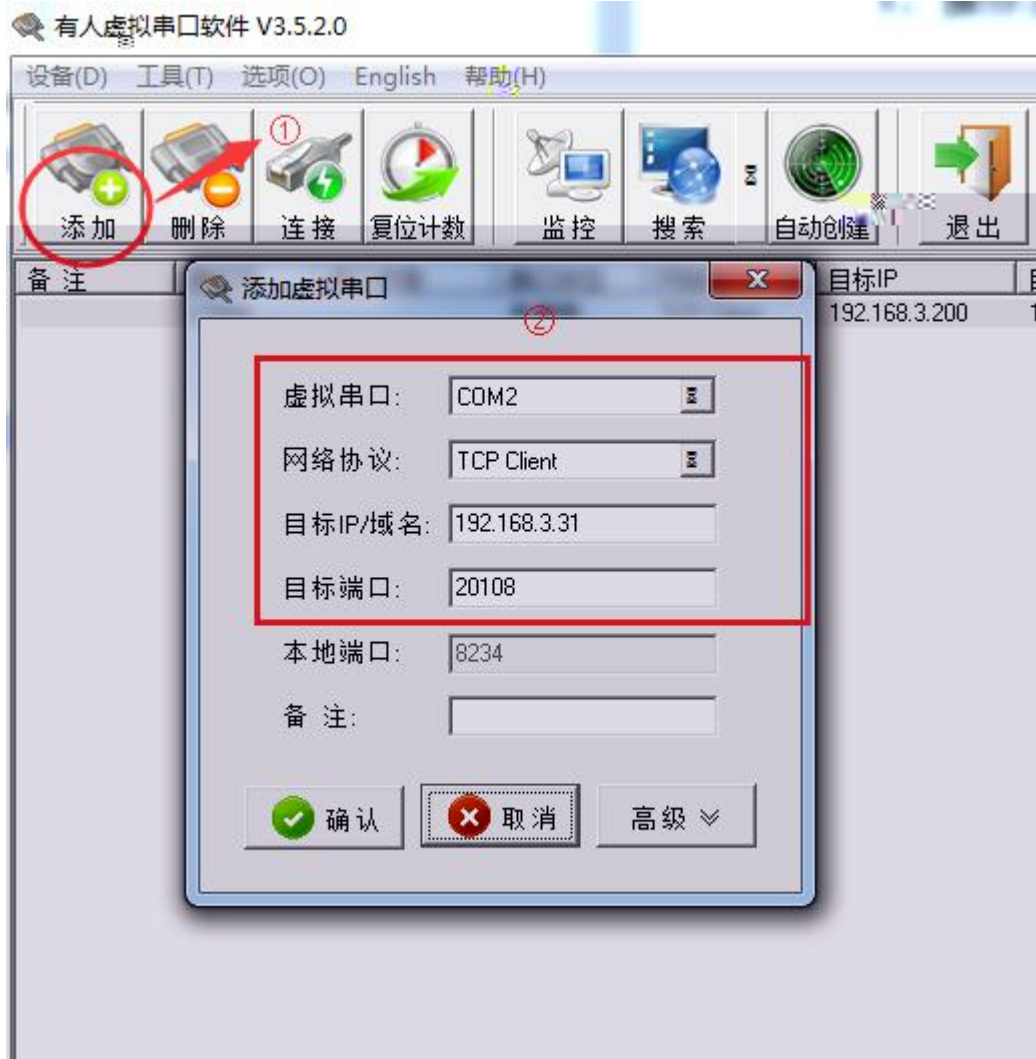 有人虚拟串口软件 V3.5.2.0
设备(D) 工具(T) 选项(O) English 帮助(H)
①
添加 删除 连接 复位计数 监控 搜索 自动创建 退出
备 注 目标IP
添加虚拟串口
192.168.3.200
②
虚拟串口: COM2
网络协议: TCP Client
目标IP/域名: 192.168.3.31
目标端口: 20108
本地端口: 8234
备 注:
确认 取消 高级